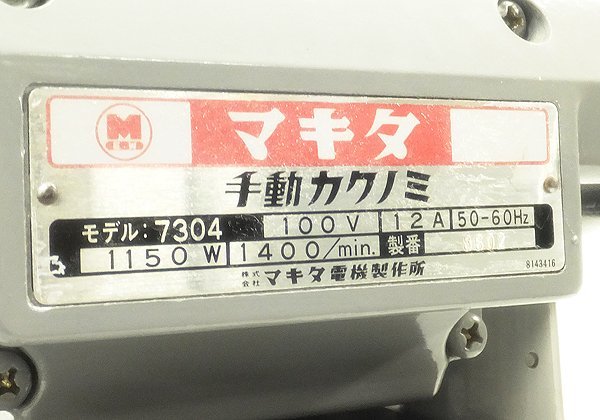 M マキタ
手動カクノミ
モデル: 7304 100V 12A 50-60Hz
1150W 1400/min. 製番
株式会社 マキタ電機製作所
8143416